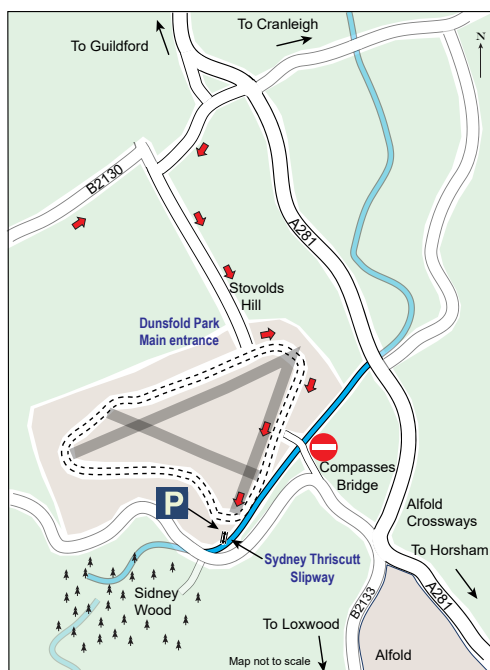 To Cranleigh
To Guildford
N
B2130
A281
Stovolds
Hill
Dunsfold Park
Main entrance
Compasses
Bridge
P
Alfold
Crossways
Sydney Thriscutt
Slipway
To Horsham
Sidney
Wood
A281
B2133
To Loxwood
Map not to scale
Alfold